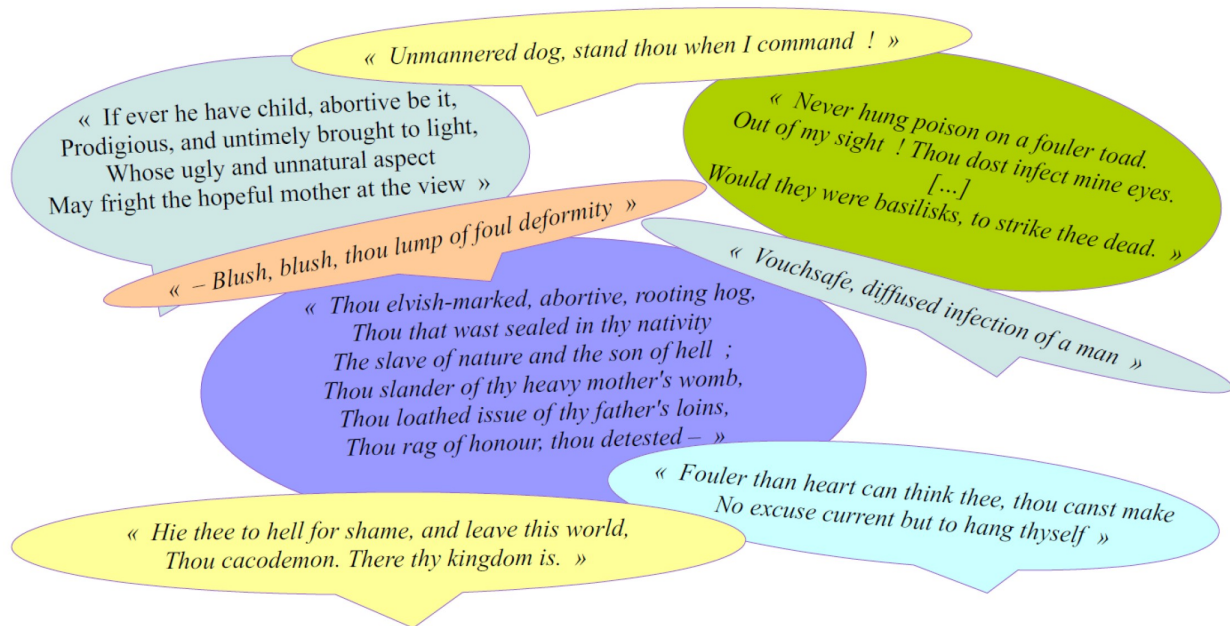 « Unmannered dog, stand thou when I command ! »
« If ever he have child, abortive be it,
Prodigious, and untimely brought to light,
Whose ugly and unnatural aspect
May fright the hopeful mother at the view »
« Never hung poison on a fouler toad.
Out of my sight ! Thou dost infect mine eyes.
[...]
Would they were basilisks, to strike thee dead. »
« – Blush, blush, thou lump of foul deformity »
« Vouchsafe, diffused infection of a man »
« Thou elvish-marked, abortive, rooting hog,
Thou that wast sealed in thy nativity
The slave of nature and the son of hell ;
Thou slander of thy heavy mother's womb,
Thou loathed issue of thy father's loins,
Thou rag of honour, thou detested – »
« Fouler than heart can think thee, thou canst make
No excuse current but to hang thyself »
« Hie thee to hell for shame, and leave this world,
Thou cacodemon. There thy kingdom is. »